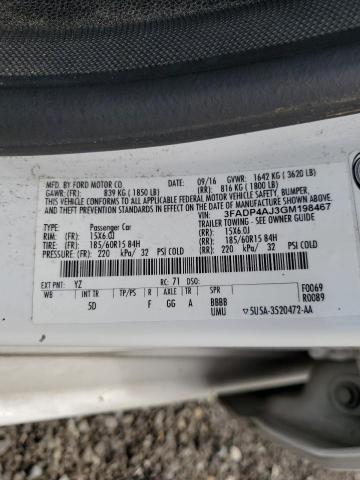 MFD. BY FORD MOTOR CO. 09/16 GVWR: 1642 KG ( 3620 LB)
GAWR: (FR): 839 KG ( 1850 LB) (RR): 816 KG ( 1800 LB)
THIS VEHICLE CONFORMS TO ALL APPLICABLE FEDERAL MOTOR VEHICLE SAFETY, BUMPER,
AND THEFT PREVENTION STANDARDS IN EFFECT ON THE DATE OF MANUFACTURE SHOWN ABOVE.
VIN: 3FADP4AJ3GM198467
TYPE: Passenger Car TRAILER TOWING - SEE OWNER GUIDE
RIM: (FR): 15X6.0J (RR): 15X6.0J
TIRE: (FR): 185/60R15 84H (RR): 185/60R15 84H
PRESSURE: (FR): 220 kPa/ 32 PSI COLD (RR): 220 kPa/ 32 PSI COLD
EXT PNT: YZ RC: 71 DSO:
WB INT TR TP/PS R AXLE TR SPR
5D F GG A BBBB F0069
UMU ▽5U5A-3520472-AA R0089